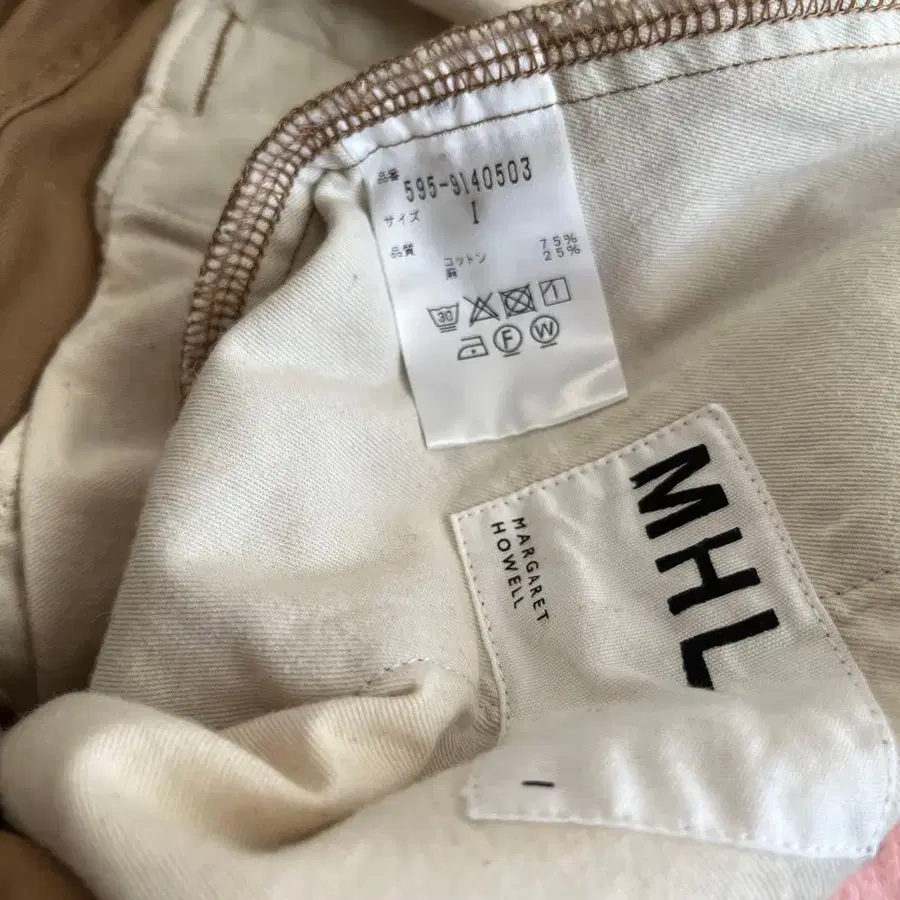 品番 595-9140503
サイズ I
品質 コットン 75%
麻 25%
30
F W
MHL
MARGARET
HOWELL
I